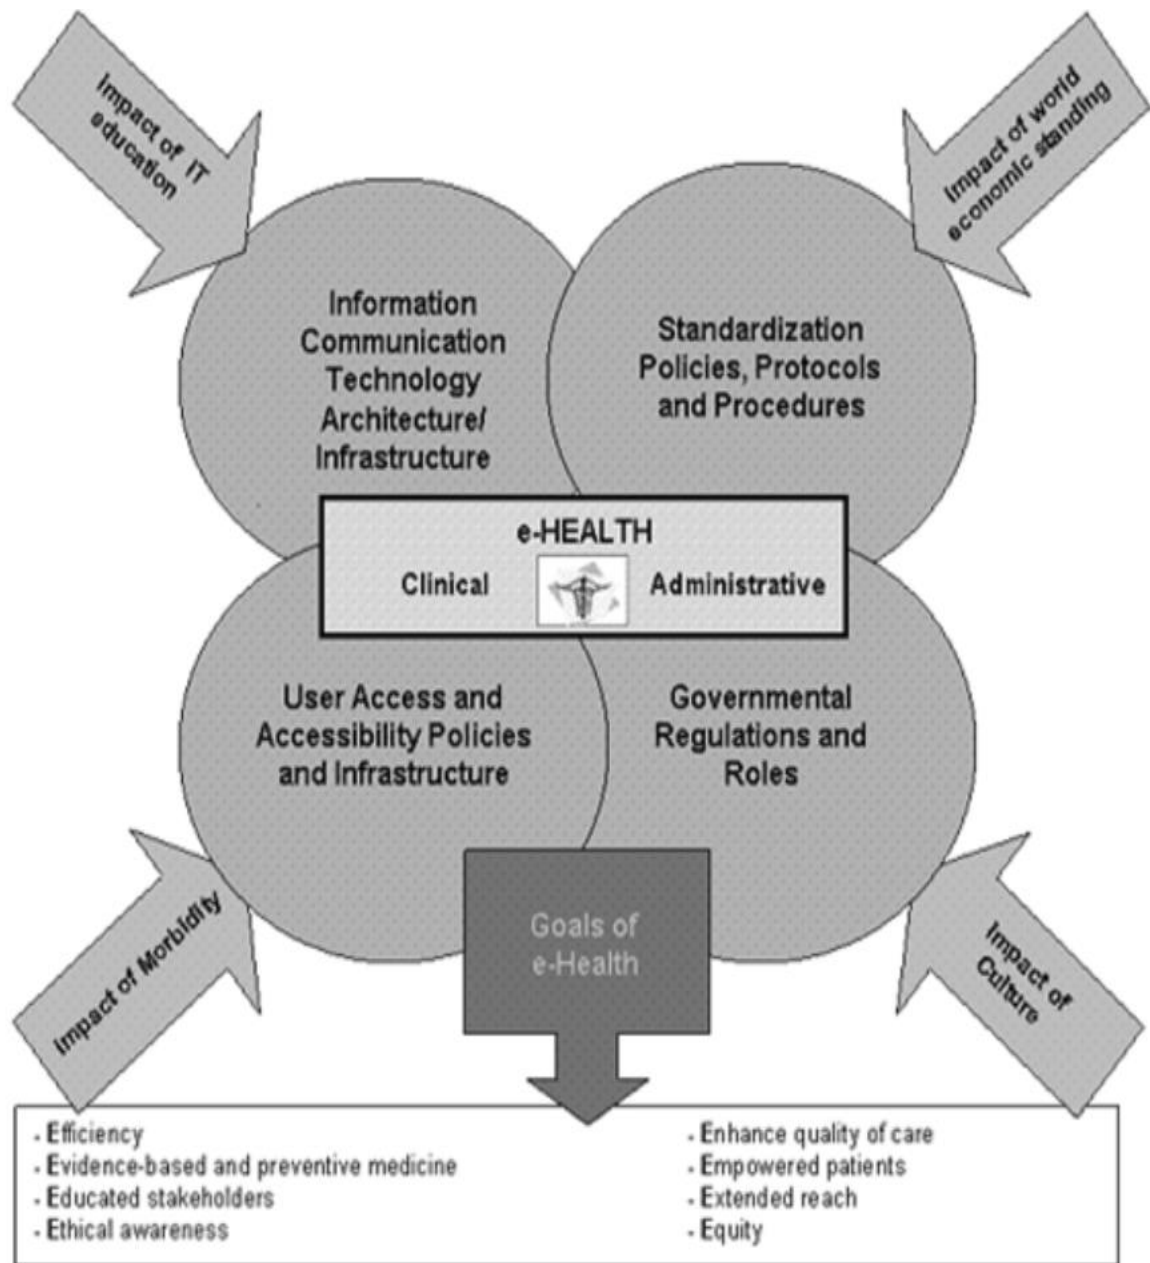 Impact of IT
education
Impact of world
economic standing
Information
Communication
Technology
Architecture/
Infrastructure
Standardization
Policies, Protocols
and Procedures
e-HEALTH
Clinical
Administrative
User Access and
Accessibility Policies
and Infrastructure
Governmental
Regulations and
Roles
Impact of Morbidity
Goals of
e-Health
Impact of
Culture
- Efficiency
- Evidence-based and preventive medicine
- Educated stakeholders
- Ethical awareness
- Enhance quality of care
- Empowered patients
- Extended reach
- Equity